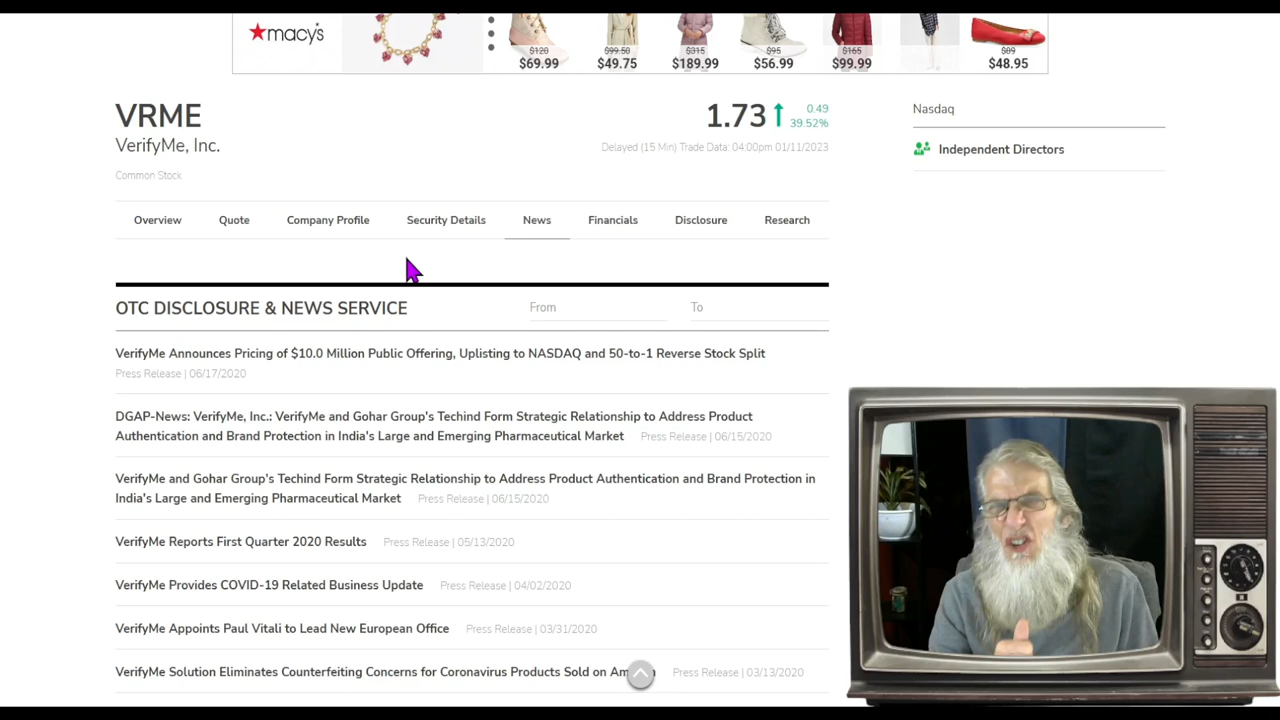 macy's
$120
$99.50
$315
$95
$165
$89
$69.99
$49.75
$189.99
$56.99
$99.99
$48.95
VRME
1.73
0.49
39.52%
VerifyMe, Inc.
Delayed (15 Min) Trade Data: 04:00pm 01/11/2023
Common Stock
Nasdaq
Independent Directors
Overview Quote Company Profile Security Details News Financials Disclosure Research
OTC DISCLOSURE & NEWS SERVICE
From To
VerifyMe Announces Pricing of $10.0 Million Public Offering, Uplisting to NASDAQ and 50-to-1 Reverse Stock Split
Press Release | 06/17/2020
DGAP-News: VerifyMe, Inc.: VerifyMe and Gohar Group's Techind Form Strategic Relationship to Address Product
Authentication and Brand Protection in India's Large and Emerging Pharmaceutical Market Press Release | 06/15/2020
VerifyMe and Gohar Group's Techind Form Strategic Relationship to Address Product Authentication and Brand Protection in
India's Large and Emerging Pharmaceutical Market Press Release | 06/15/2020
VerifyMe Reports First Quarter 2020 Results Press Release | 05/13/2020
VerifyMe Provides COVID-19 Related Business Update Press Release | 04/02/2020
VerifyMe Appoints Paul Vitali to Lead New European Office Press Release | 03/31/2020
VerifyMe Solution Eliminates Counterfeiting Concerns for Coronavirus Products Sold on Press Release | 03/13/2020